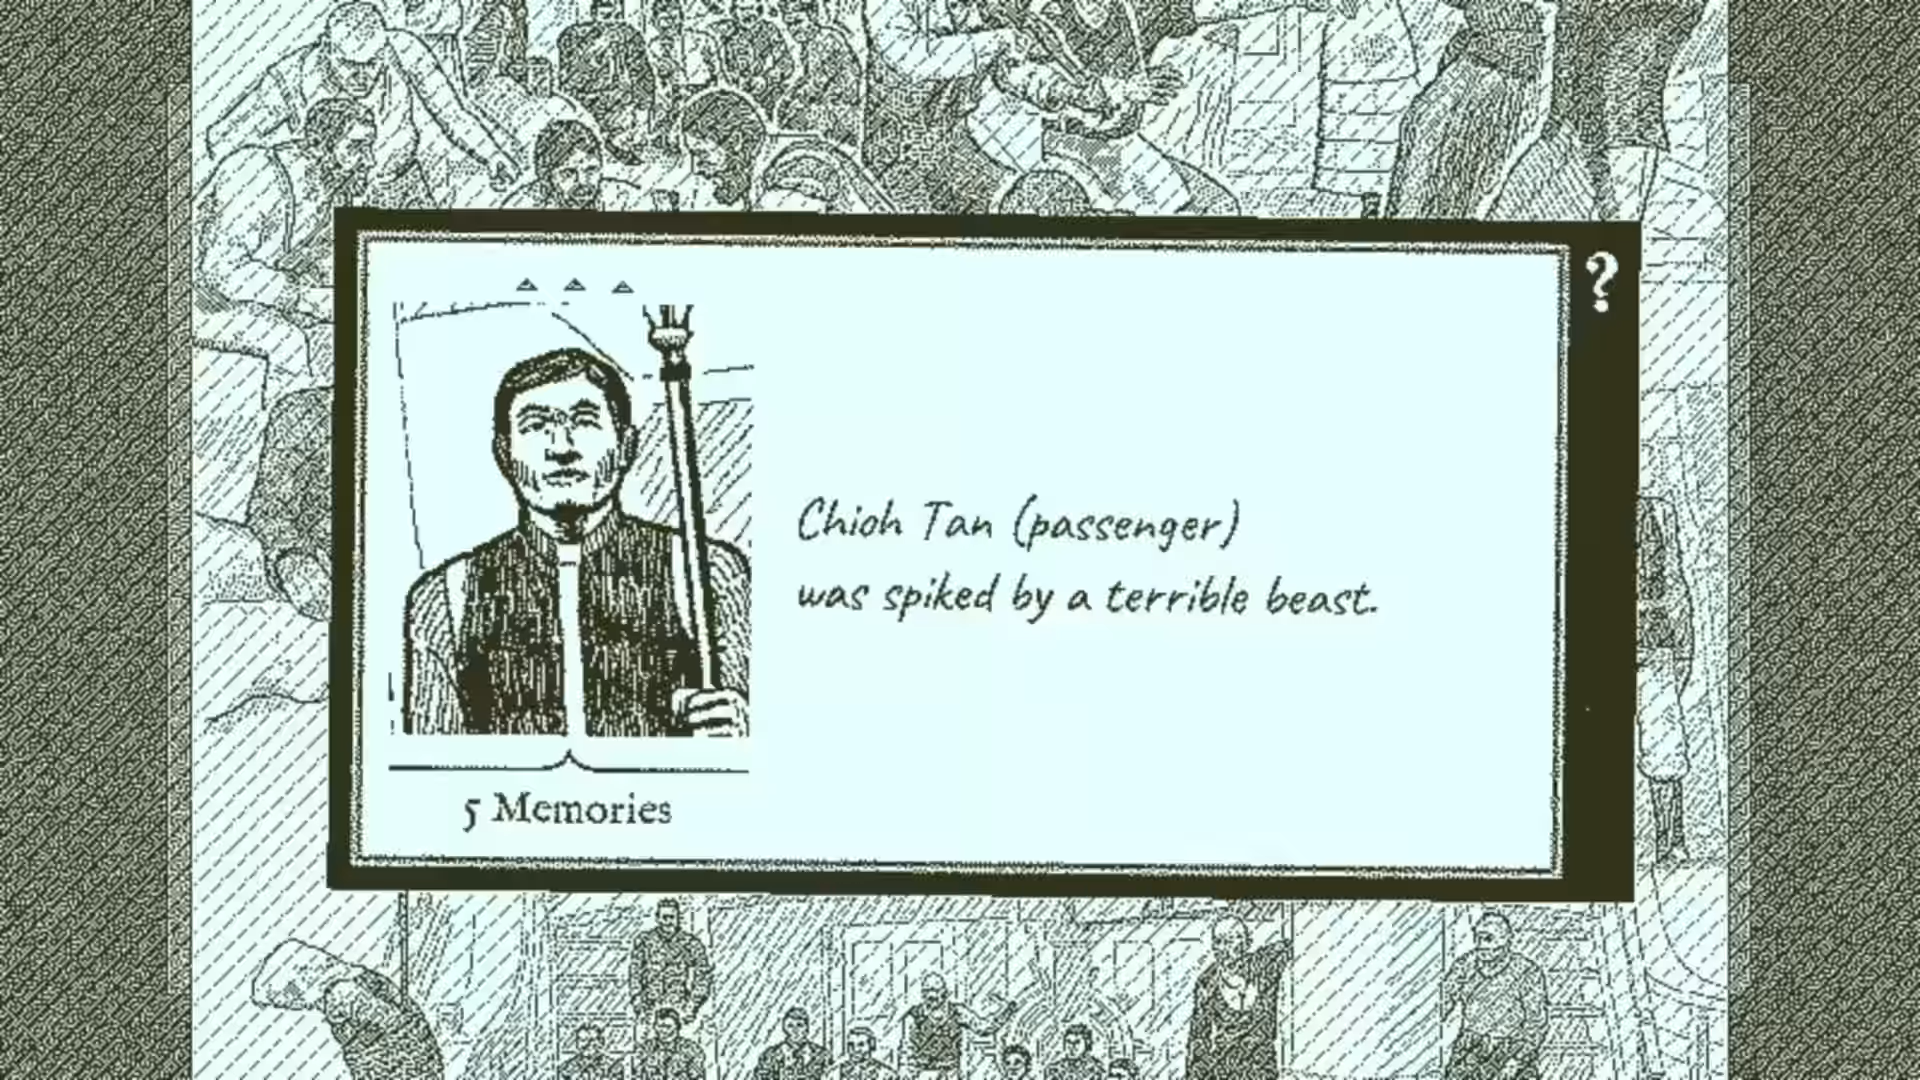 ?
Chioh Tan (passenger)
was spiked by a terrible beast.
5 Memories